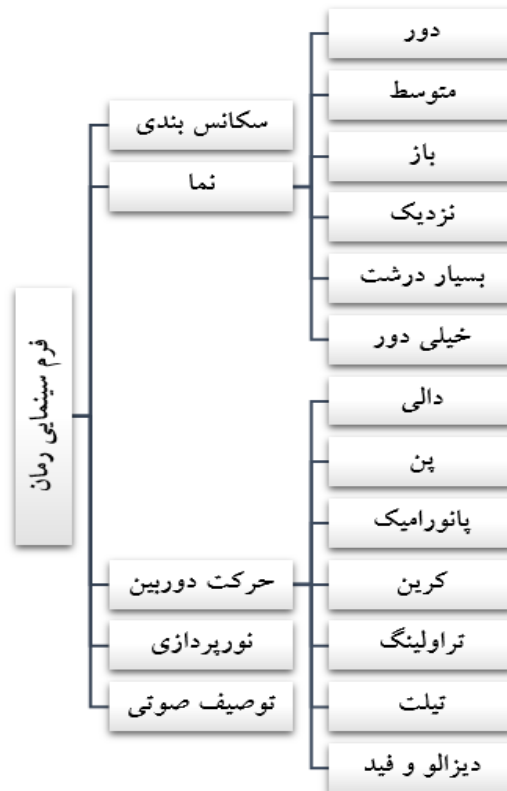 فرم سینمایی رمان
سکانس بندی
نما
دور
متوسط
باز
نزدیک
بسیار درشت
خیلی دور
حرکت دوربین
دالی
پن
پانورامیک
کرین
تراولینگ
تیلت
دیزالو و فید
نورپردازی
توصیف صوتی